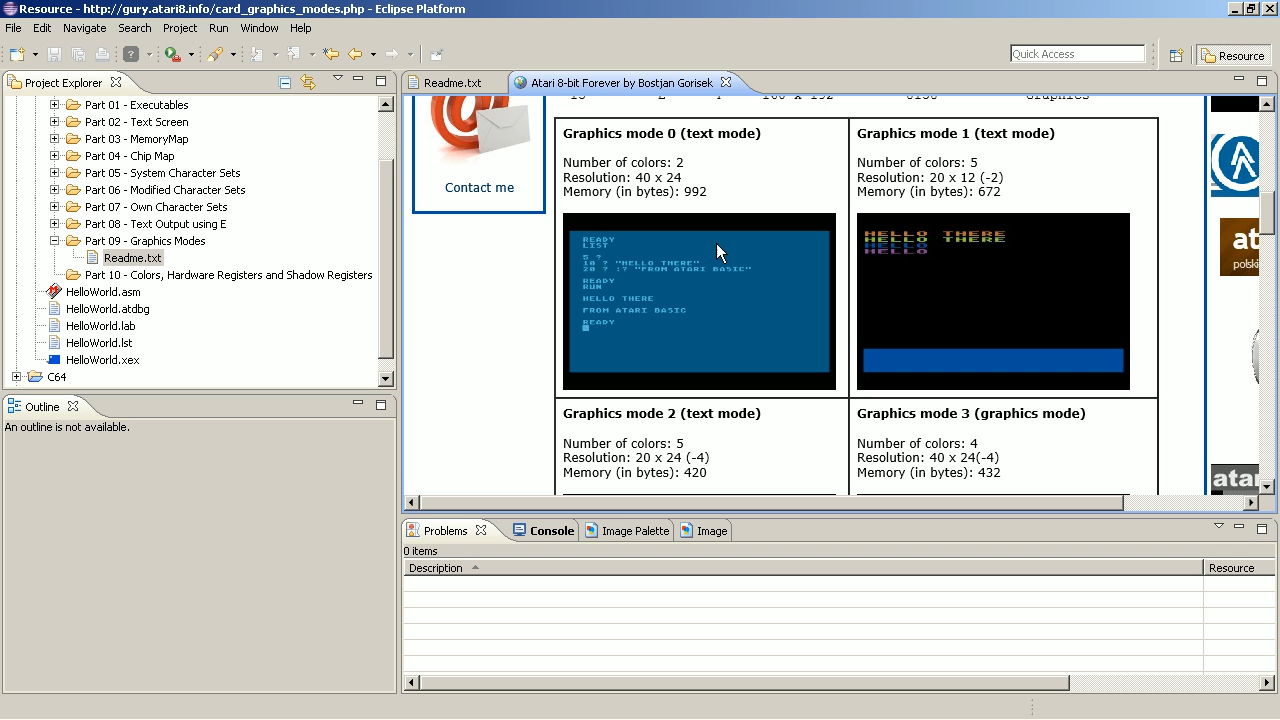 Resource - http://gury.atari8.info/card_graphics_modes.php - Eclipse Platform
File Edit Navigate Search Project Run Window Help
Quick Access
Resource
Project Explorer
Part 01 - Executables
Part 02 - Text Screen
Part 03 - MemoryMap
Part 04 - Chip Map
Part 05 - System Character Sets
Part 06 - Modified Character Sets
Part 07 - Own Character Sets
Part 08 - Text Output using E
Part 09 - Graphics Modes
Readme.txt
Part 10 - Colors, Hardware Registers and Shadow Registers
HelloWorld.asm
HelloWorld.atdbg
HelloWorld.lab
HelloWorld.lst
HelloWorld.xex
C64
Outline
An outline is not available.
Readme.txt
Atari 8-bit Forever by Bostjan Gorisek
Contact me
Graphics mode 0 (text mode)
Number of colors: 2
Resolution: 40 x 24
Memory (in bytes): 992
READY
LIST
5 ?
10 ? "HELLO THERE"
20 ? :? "FROM ATARI BASIC"
READY
RUN
HELLO THERE
FROM ATARI BASIC
READY
Graphics mode 1 (text mode)
Number of colors: 5
Resolution: 20 x 12 (-2)
Memory (in bytes): 672
HELLO THERE
HELLO THERE
HELLO
HELLO
Graphics mode 2 (text mode)
Number of colors: 5
Resolution: 20 x 24 (-4)
Memory (in bytes): 420
Graphics mode 3 (graphics mode)
Number of colors: 4
Resolution: 40 x 24(-4)
Memory (in bytes): 432
at
polski
atar
Problems
Console
Image Palette
Image
0 items
Description
Resource